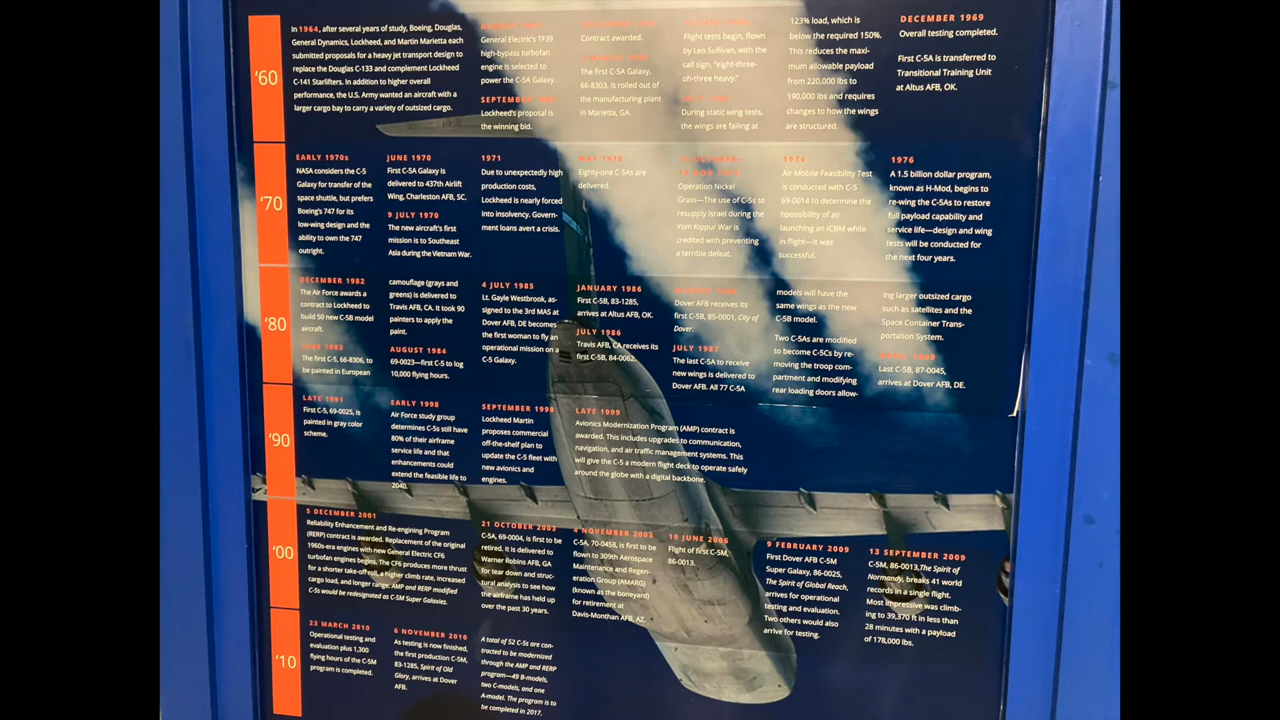 '60
In 1964, after several years of study, Boeing, Douglas,
General Dynamics, Lockheed, and Martin Marietta each
submitted proposals for a heavy jet transport design to
replace the Douglas C-133 and complement Lockheed
C-141 Starlifters. In addition to higher overall
performance, the U.S. Army wanted an aircraft with a
larger cargo bay to carry a variety of outsized cargo.
General Electric's TF39
high-bypass turbofan
engine is selected to
power the C-5A Galaxy.
SEPTEMBER
Lockheed's proposal is
the winning bid.
Contract awarded.
The first C-5A Galaxy,
66-8303, is rolled out of
the manufacturing plant
in Marietta, GA.
Flight tests begin, flown
by Leo Sullivan, with the
call sign, "eight-three-
oh-three heavy."
During static wing tests,
the wings are failing at
123% load, which is
below the required 150%.
This reduces the maxi-
mum allowable payload
from 220,000 lbs to
190,000 lbs and requires
changes to how the wings
are structured.
DECEMBER 1969
Overall testing completed.
First C-5A is transferred to
Transitional Training Unit
at Altus AFB, OK.
'70
EARLY 1970s
NASA considers the C-5
Galaxy for transfer of the
space shuttle, but prefers
Boeing's 747 for its
low-wing design and the
ability to own the 747
outright.
JUNE 1970
First C-5A Galaxy is
delivered to 437th Airlift
Wing, Charleston AFB, SC.
9 JULY 1970
The new aircraft's first
mission is to Southeast
Asia during the Vietnam War.
1971
Due to unexpectedly high
production costs,
Lockheed is nearly forced
into insolvency. Govern-
ment loans avert a crisis.
MAY 1973
Eighty-one C-5As are
delivered.
Operation Nickel
Grass—The use of C-5s to
resupply Israel during the
Yom Kippur War is
credited with preventing
a terrible defeat.
1974
Air Mobile Feasibility Test
is conducted with C-5
69-0014 to determine the
hpossibility of air
launching an ICBM while
in flight—it was
successful.
1976
A 1.5 billion dollar program,
known as H-Mod, begins to
re-wing the C-5As to restore
full payload capability and
service life—design and wing
tests will be conducted for
the next four years.
'80
DECEMBER 1982
The Air Force awards a
contract to Lockheed to
build 50 new C-5B model
aircraft.
JUNE 1983
The first C-5, 66-8306, to
be painted in European
camouflage (grays and
greens) is delivered to
Travis AFB, CA. It took 90
painters to apply the
paint.
AUGUST 1984
69-0023—first C-5 to log
10,000 flying hours.
4 JULY 1985
Lt. Gayle Westbrook, as-
signed to the 3rd MAS at
Dover AFB, DE becomes
the first woman to fly an
operational mission on a
C-5 Galaxy.
JANUARY 1986
First C-5B, 83-1285,
arrives at Altus AFB, OK.
JULY 1986
Travis AFB, CA receives its
first C-5B, 84-0062.
Dover AFB receives its
first C-5B, 85-0001, City of
Dover.
JULY 1987
The last C-5A to receive
new wings is delivered to
Dover AFB. All 77 C-5A
models will have the
same wings as the new
C-5B model.
Two C-5As are modified
to become C-5Cs by re-
moving the troop com-
partment and modifying
rear loading doors allow-
ing larger outsized cargo
such as satellites and the
Space Container Trans-
portation System.
Last C-5B, 87-0045,
arrives at Dover AFB, DE.
'90
LATE 1991
First C-5, 69-0025, is
painted in gray color
scheme.
EARLY 1998
Air Force study group
determines C-5s still have
80% of their airframe
service life and that
enhancements could
extend the feasible life to
2040.
SEPTEMBER 1998
Lockheed Martin
proposes commercial
off-the-shelf plan to
update the C-5 fleet with
new avionics and
engines.
LATE 1999
Avionics Modernization Program (AMP) contract is
awarded. This includes upgrades to communication,
navigation, and air traffic management systems. This
will give the C-5 a modern flight deck to operate safely
around the globe with a digital backbone.
'00
5 DECEMBER 2001
Reliability Enhancement and Re-engining Program
(RERP) contract is awarded. Replacement of the original
1960s-era engines with new General Electric CF6
turbofan engines begins. The CF6 produces more thrust
for a shorter take-off roll, a higher climb rate, increased
cargo load, and longer range. AMP and RERP modified
C-5s would be redesignated as C-5M Super Galaxies.
21 OCTOBER 2003
C-5A, 69-0004, is first to be
retired. It is delivered to
Warner Robins AFB, GA
for tear down and struc-
tural analysis to see how
the airframe has held up
over the past 30 years.
4 NOVEMBER 2003
C-5A, 70-0458, is first to be
flown to 309th Aerospace
Maintenance and Regen-
eration Group (AMARG)
(known as the boneyard)
for retirement at
Davis-Monthan AFB, AZ.
19 JUNE 2006
Flight of first C-5M,
86-0013.
9 FEBRUARY 2009
First Dover AFB C-5M
Super Galaxy, 86-0025,
The Spirit of Global Reach,
arrives for operational
testing and evaluation.
Two others would also
arrive for testing.
13 SEPTEMBER 2009
C-5M, 86-0013,The Spirit of
Normandy, breaks 41 world
records in a single flight.
Most impressive was climb-
ing to 39,370 ft in less than
28 minutes with a payload
of 178,000 lbs.
'10
23 MARCH 2010
Operational testing and
evaluation plus 1,300
flying hours of the C-5M
program is completed.
6 NOVEMBER 2010
As testing is now finished,
the first production C-5M,
83-1285, Spirit of Old
Glory, arrives at Dover
AFB.
A total of 52 C-5s are con-
tracted to be modernized
through the AMP and RERP
program—49 B-models,
two C-models, and one
A-model. The program is to
be completed in 2017.